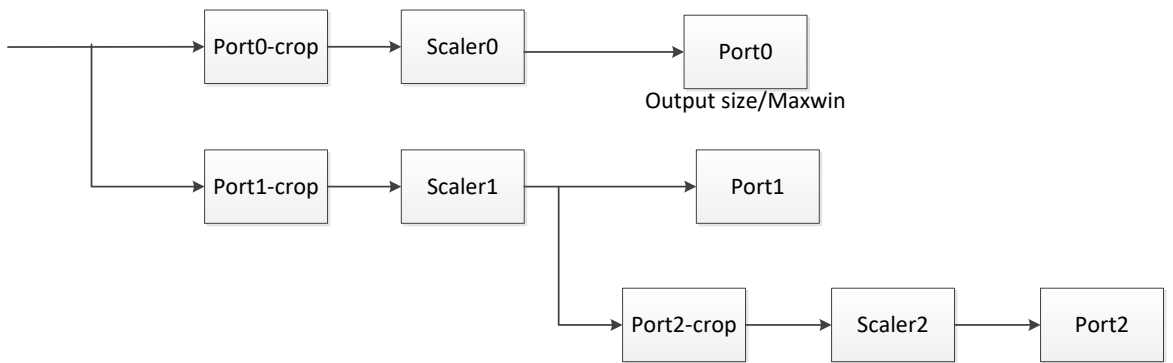 Port0-crop
Scaler0
Port0
Output size/Maxwin
Port1-crop
Scaler1
Port1
Port2-crop
Scaler2
Port2